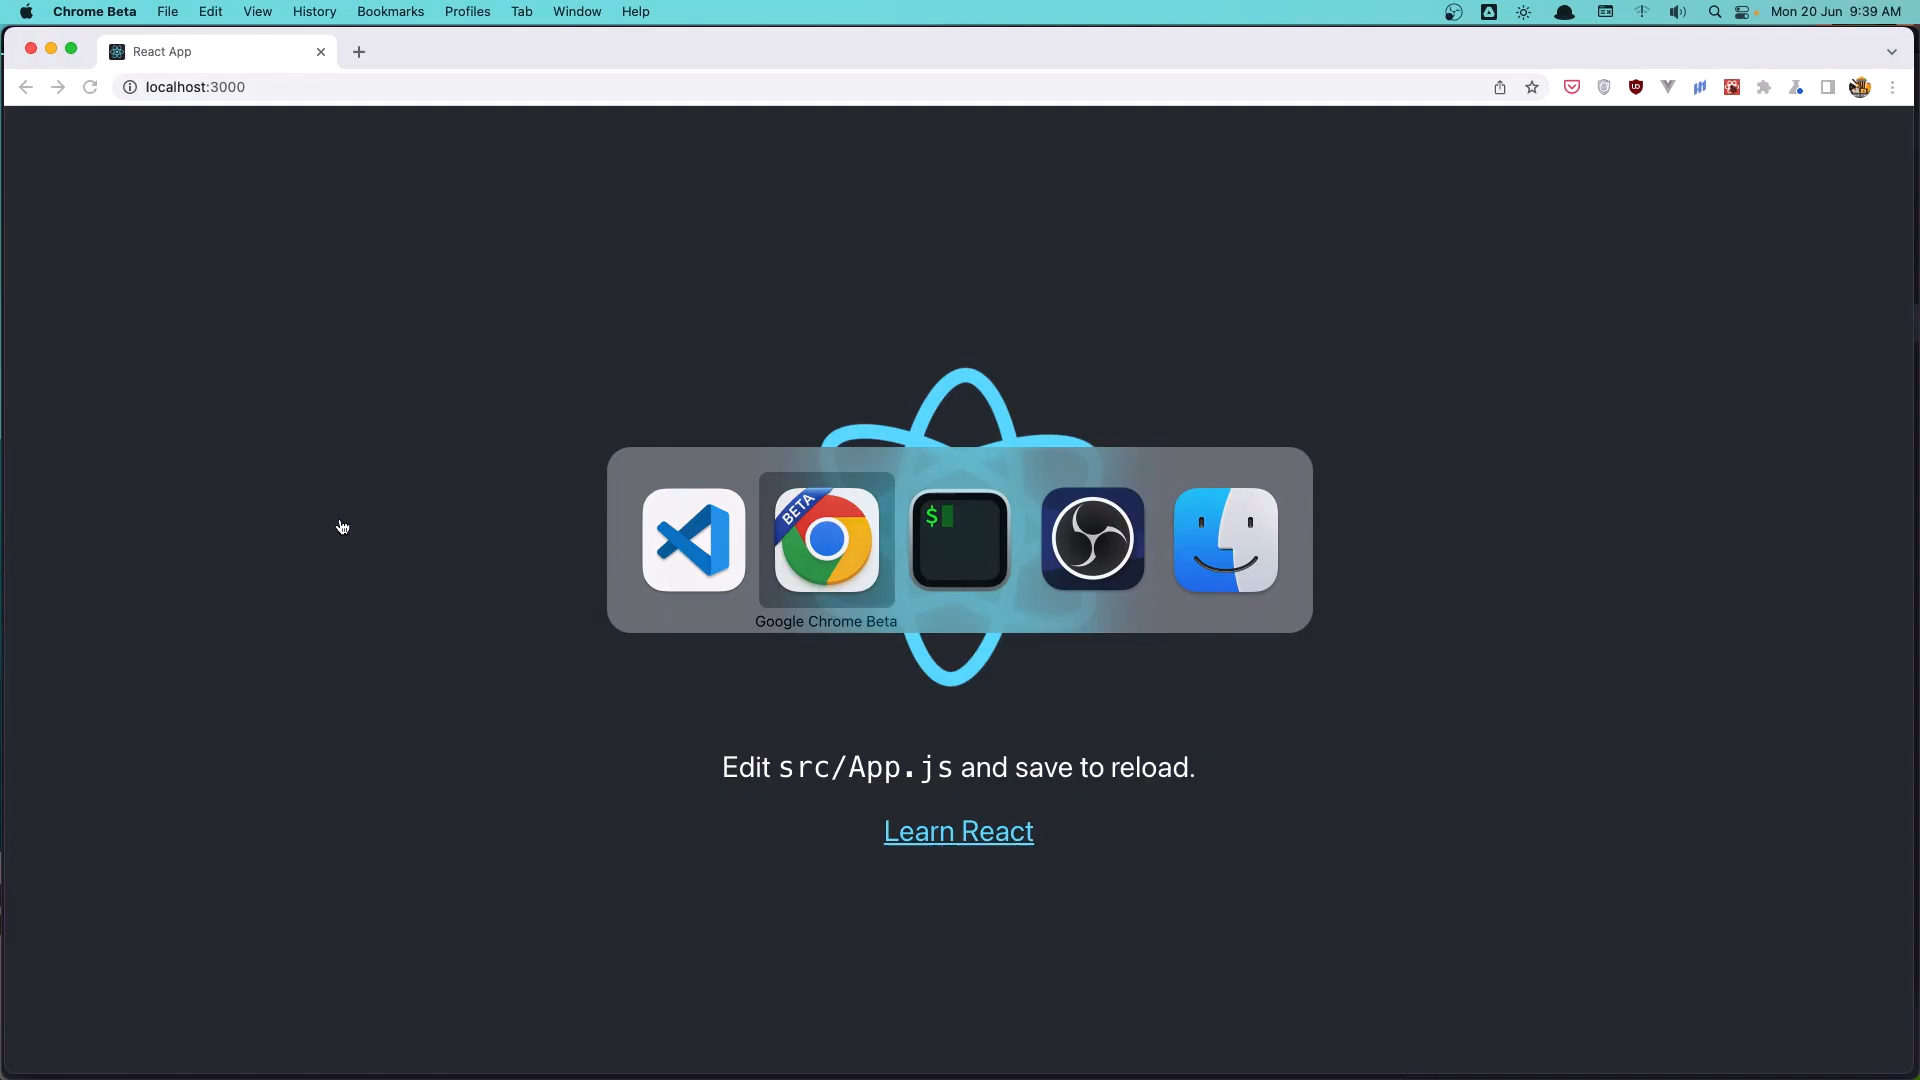 Chrome Beta File Edit View History Bookmarks Profiles Tab Window Help Mon 20 Jun 9:39 AM
React App
localhost:3000
BETA
$
Google Chrome Beta
Edit src/App.js and save to reload.
Learn React